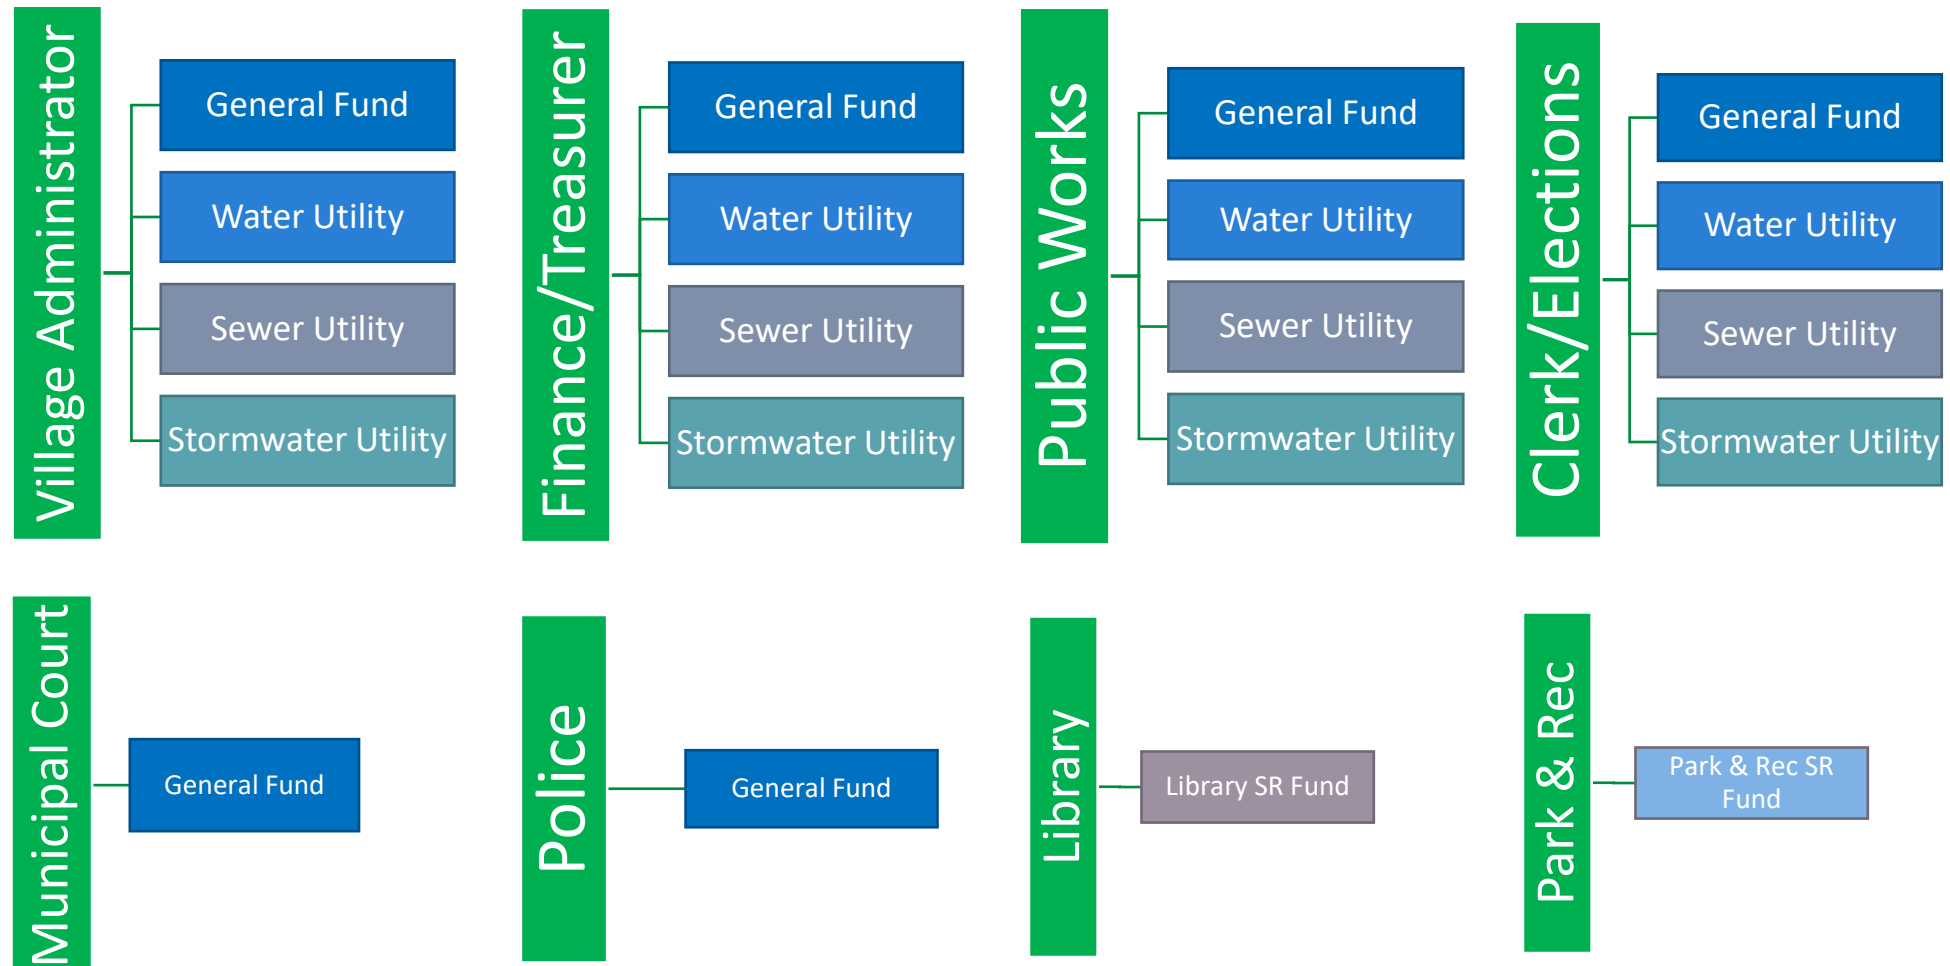 Village Administrator
General Fund
Water Utility
Sewer Utility
Stormwater Utility
Finance/Treasurer
General Fund
Water Utility
Sewer Utility
Stormwater Utility
Public Works
General Fund
Water Utility
Sewer Utility
Stormwater Utility
Clerk/Elections
General Fund
Water Utility
Sewer Utility
Stormwater Utility
Municipal Court
General Fund
Police
General Fund
Library
Library SR Fund
Park & Rec
Park & Rec SR
Fund